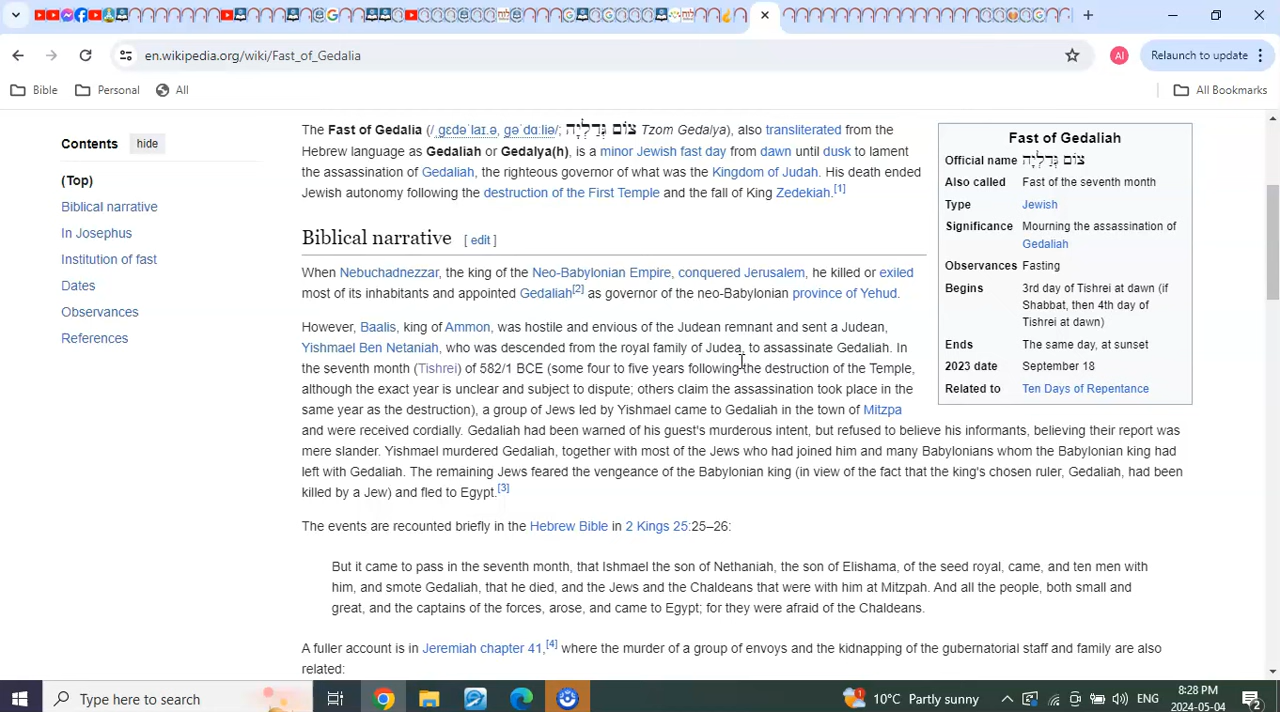 en.wikipedia.org/wiki/Fast_of_Gedalia
AI
Relaunch to update
Bible
Personal
All
All Bookmarks
Contents
hide
(Top)
Biblical narrative
In Josephus
Institution of fast
Dates
Observances
References
The Fast of Gedalia (/ˌɡɛdəˈlaɪ.ə, ɡəˈdɑːliə/; צוֹם גְּדַלְיָה Tzom Gedalya), also transliterated from the
Hebrew language as Gedaliah or Gedalya(h), is a minor Jewish fast day from dawn until dusk to lament
the assassination of Gedaliah, the righteous governor of what was the Kingdom of Judah. His death ended
Jewish autonomy following the destruction of the First Temple and the fall of King Zedekiah.[1]
Biblical narrative [ edit ]
When Nebuchadnezzar, the king of the Neo-Babylonian Empire, conquered Jerusalem, he killed or exiled
most of its inhabitants and appointed Gedaliah[2] as governor of the neo-Babylonian province of Yehud.
However, Baalis, king of Ammon, was hostile and envious of the Judean remnant and sent a Judean,
Yishmael Ben Netaniah, who was descended from the royal family of Judea, to assassinate Gedaliah. In
the seventh month (Tishrei) of 582/1 BCE (some four to five years following the destruction of the Temple,
although the exact year is unclear and subject to dispute; others claim the assassination took place in the
same year as the destruction), a group of Jews led by Yishmael came to Gedaliah in the town of Mitzpa
and were received cordially. Gedaliah had been warned of his guest's murderous intent, but refused to believe his informants, believing their report was
mere slander. Yishmael murdered Gedaliah, together with most of the Jews who had joined him and many Babylonians whom the Babylonian king had
left with Gedaliah. The remaining Jews feared the vengeance of the Babylonian king (in view of the fact that the king's chosen ruler, Gedaliah, had been
killed by a Jew) and fled to Egypt.[3]
The events are recounted briefly in the Hebrew Bible in 2 Kings 25:25–26:
But it came to pass in the seventh month, that Ishmael the son of Nethaniah, the son of Elishama, of the seed royal, came, and ten men with
him, and smote Gedaliah, that he died, and the Jews and the Chaldeans that were with him at Mitzpah. And all the people, both small and
great, and the captains of the forces, arose, and came to Egypt; for they were afraid of the Chaldeans.
A fuller account is in Jeremiah chapter 41,[4] where the murder of a group of envoys and the kidnapping of the gubernatorial staff and family are also
related:
Fast of Gedaliah
Official name צוֹם גְּדַלְיָה
Also called Fast of the seventh month
Type Jewish
Significance Mourning the assassination of
Gedaliah
Observances Fasting
Begins 3rd day of Tishrei at dawn (if
Shabbat, then 4th day of
Tishrei at dawn)
Ends The same day, at sunset
2023 date September 18
Related to Ten Days of Repentance
Type here to search
1
10°C Partly sunny
ENG
8:28 PM
2024-05-04
2